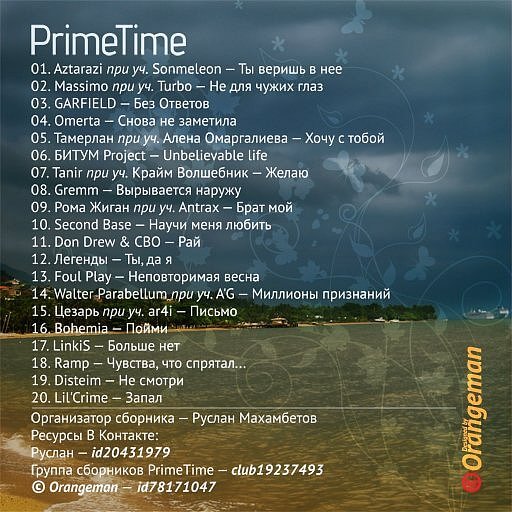 PrimeTime
01. Aztarazi при уч. Sonmeleon — Ты веришь в нее
02. Massimo при уч. Turbo — Не для чужих глаз
03. GARFIELD — Без Ответов
04. Omerta — Снова не заметила
05. Тамерлан при уч. Алена Омаргалиева — Хочу с тобой
06. БИТУМ Project — Unbelievable life
07. Tanir при уч. Крайм Волшебник — Желаю
08. Gremm — Вырывается наружу
09. Рома Жиган при уч. Antrax — Брат мой
10. Second Base — Научи меня любить
11. Don Drew & CBO — Рай
12. Легенды — Ты, да я
13. Foul Play — Неповторимая весна
14. Walter Parabellum при уч. A'G — Миллионы признаний
15. Цезарь при уч. ar4i — Письмо
16. Bohemia — Пойми
17. LinkiS — Больше нет
18. Ramp — Чувства, что спрятал...
19. Disteim — Не смотри
20. Lil'Crime — Запал
Организатор сборника — Руслан Махамбетов
Ресурсы В Контакте:
Руслан — id20431979
Группа сборников PrimeTime — club19237493
© Orangeman — id78171047
Designed by
Orangeman